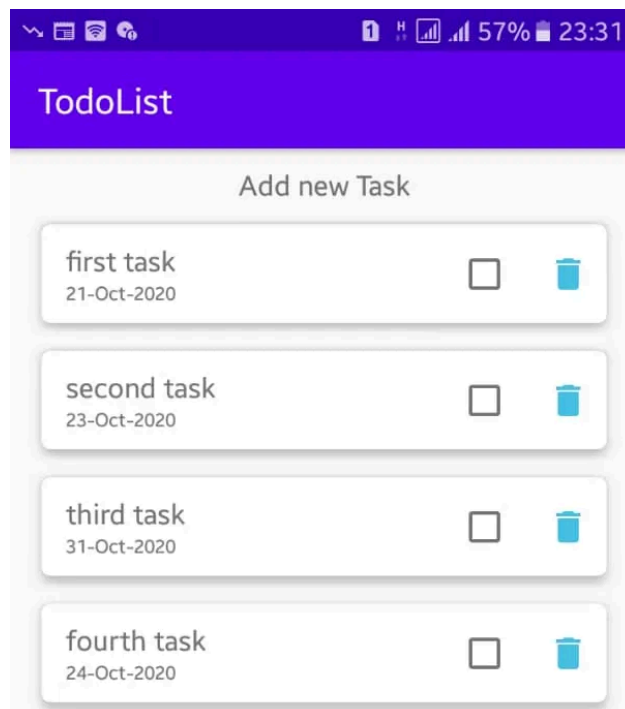 1 H 57% 23:31
TodoList
Add new Task
first task
21-Oct-2020
second task
23-Oct-2020
third task
31-Oct-2020
fourth task
24-Oct-2020